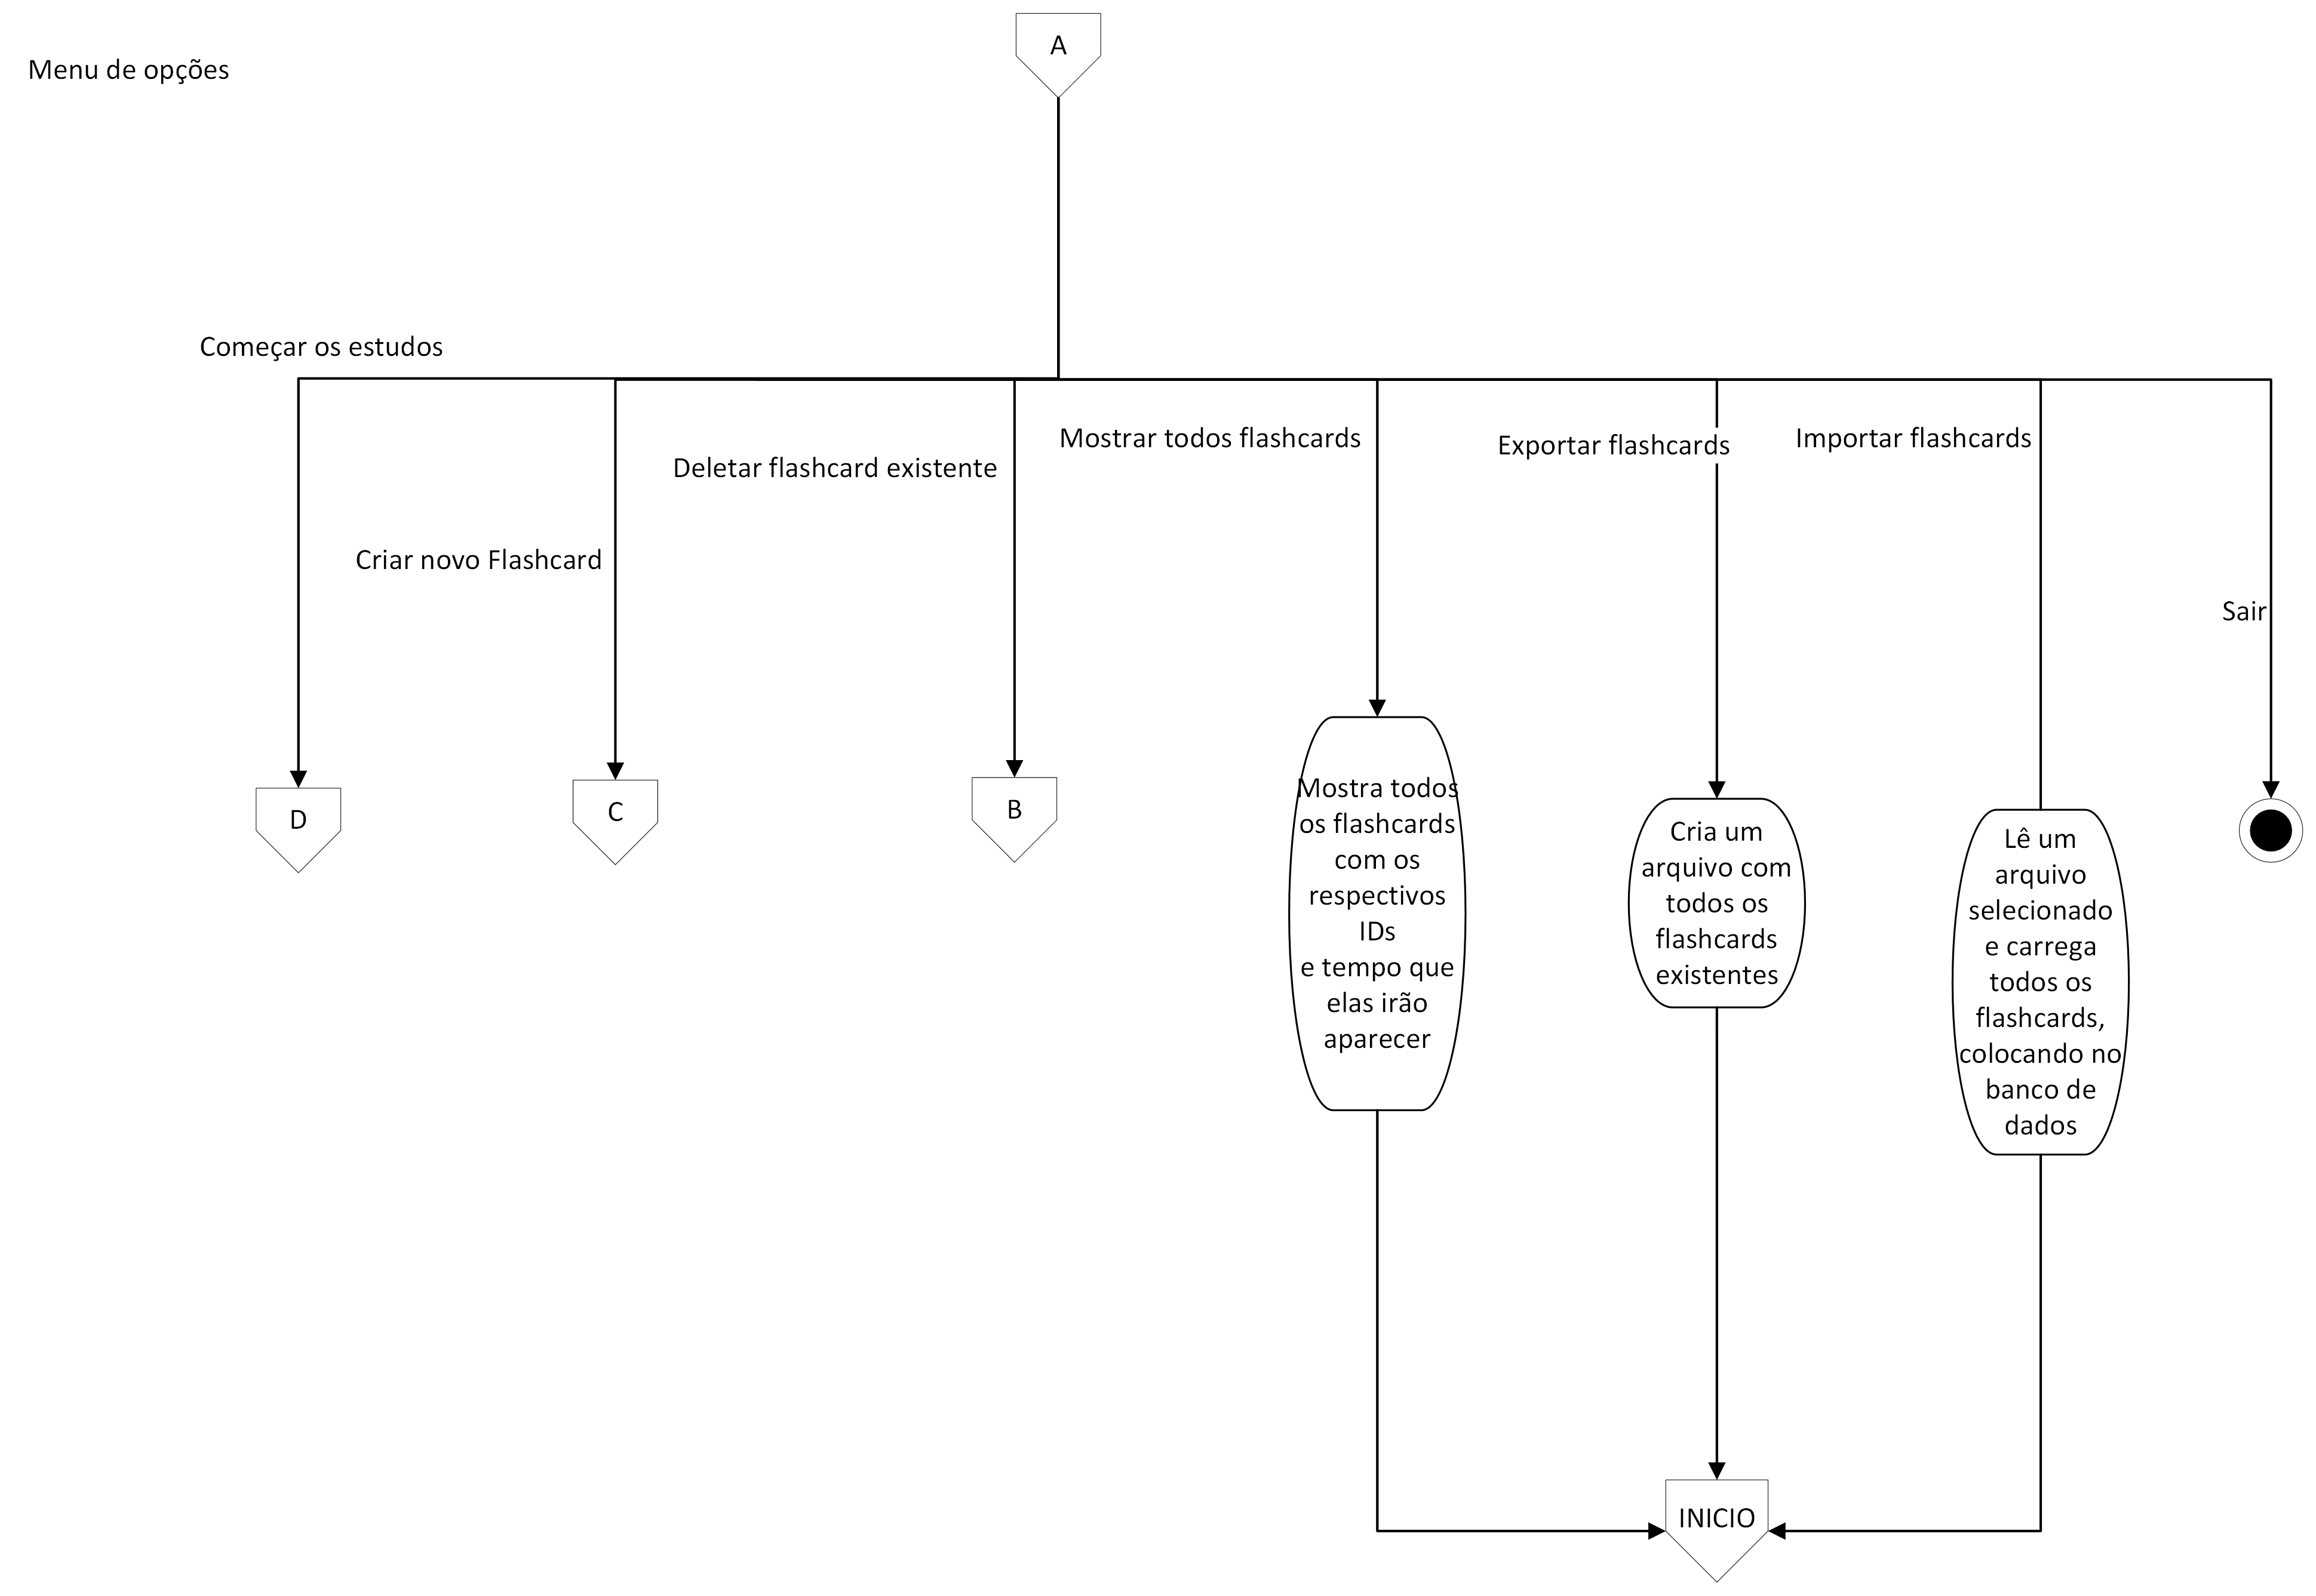 A
Menu de opções
Começar os estudos
Mostrar todos flashcards
Exportar flashcards
Importar flashcards
Deletar flashcard existente
Criar novo Flashcard
Sair
D
C
B
Mostra todos
os flashcards
com os
respectivos
IDs
e tempo que
elas irão
aparecer
Cria um
arquivo com
todos os
flashcards
existentes
Lê um
arquivo
selecionado
e carrega
todos os
flashcards,
colocando no
banco de
dados
INICIO